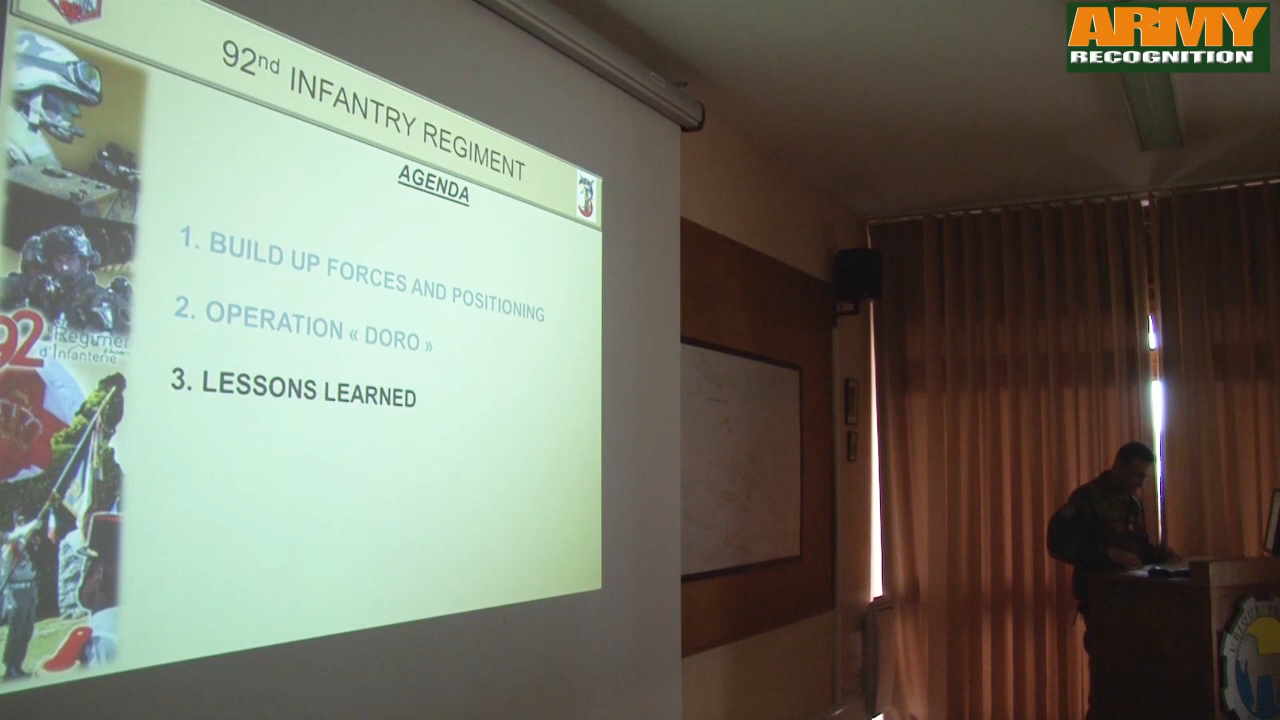 ARMY
RECOGNITION
92nd INFANTRY REGIMENT
AGENDA
1. BUILD UP FORCES AND POSITIONING
2. OPERATION « DORO »
3. LESSONS LEARNED
92
d'Infanterie